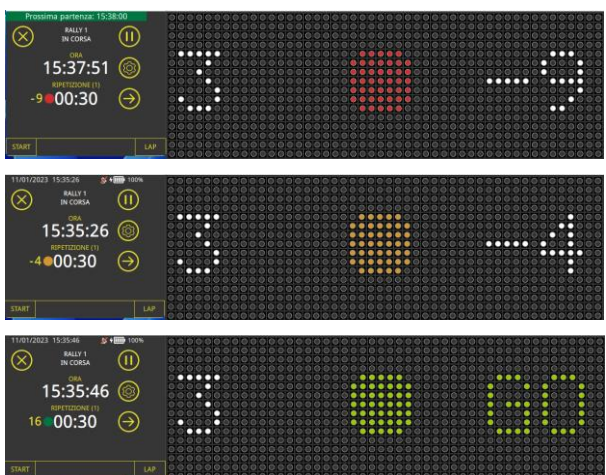 Prossima partenza: 15:38:00
RALLY 1
IN CORSA
ORA
15:37:51
RIPETIZIONE (1)
-9 00:30
START LAP
3 -9
11/01/2023 15:35:26 100%
RALLY 1
IN CORSA
ORA
15:35:26
RIPETIZIONE (1)
-4 00:30
START LAP
3 -4
11/01/2023 15:35:46 100%
RALLY 1
IN CORSA
ORA
15:35:46
RIPETIZIONE (1)
16 00:30
START LAP
3 GO